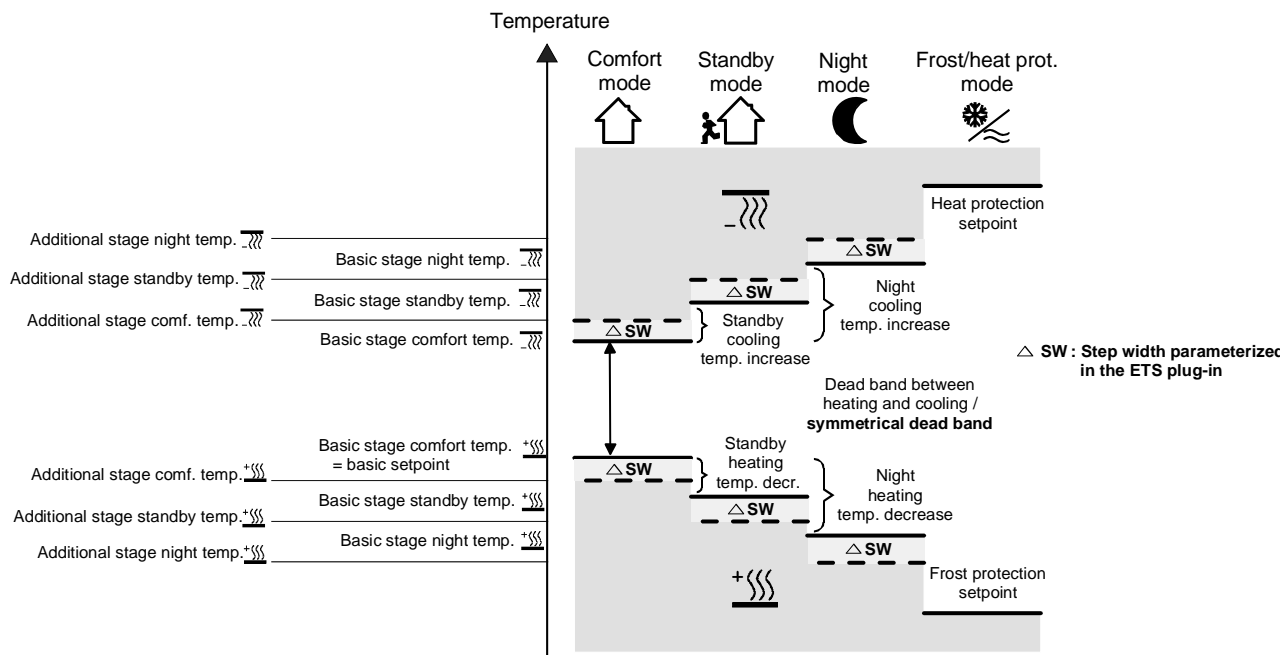 Temperature
Comfort
mode
Standby
mode
Night
mode
Frost/heat prot.
mode
Heat protection
setpoint
Additional stage night temp.
Basic stage night temp.
Additional stage standby temp.
Basic stage standby temp.
Additional stage comf. temp.
Basic stage comfort temp.
△ SW
△ SW
△ SW
Standby
cooling
temp. increase
Night
cooling
temp. increase
△ SW : Step width parameterized
in the ETS plug-in
Dead band between
heating and cooling /
symmetrical dead band
Basic stage comfort temp.
= basic setpoint
Additional stage comf. temp.
Basic stage standby temp.
Additional stage standby temp.
Basic stage night temp.
Additional stage night temp.
△ SW
△ SW
△ SW
Standby
heating
temp. decr.
Night
heating
temp. decrease
Frost protection
setpoint